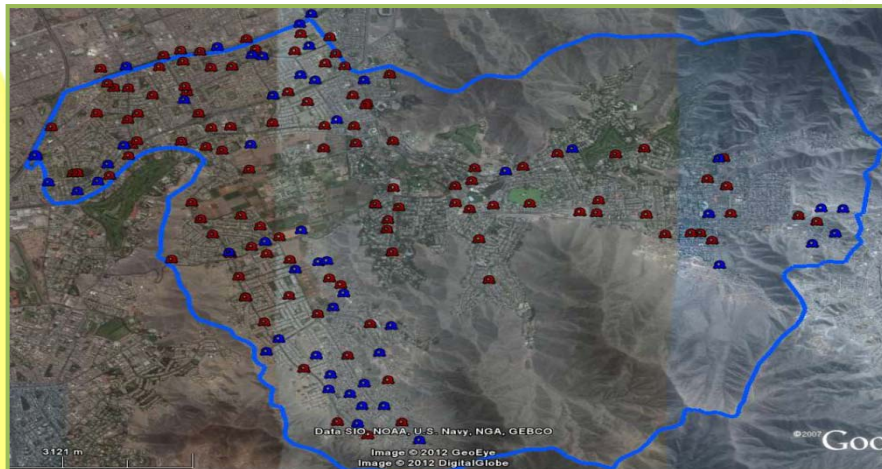 Data SIO, NOAA, U.S. Navy, NGA, GEBCO
©2007 Goo
3121 m
Image © 2012 GeoEye
Image © 2012 DigitalGlobe